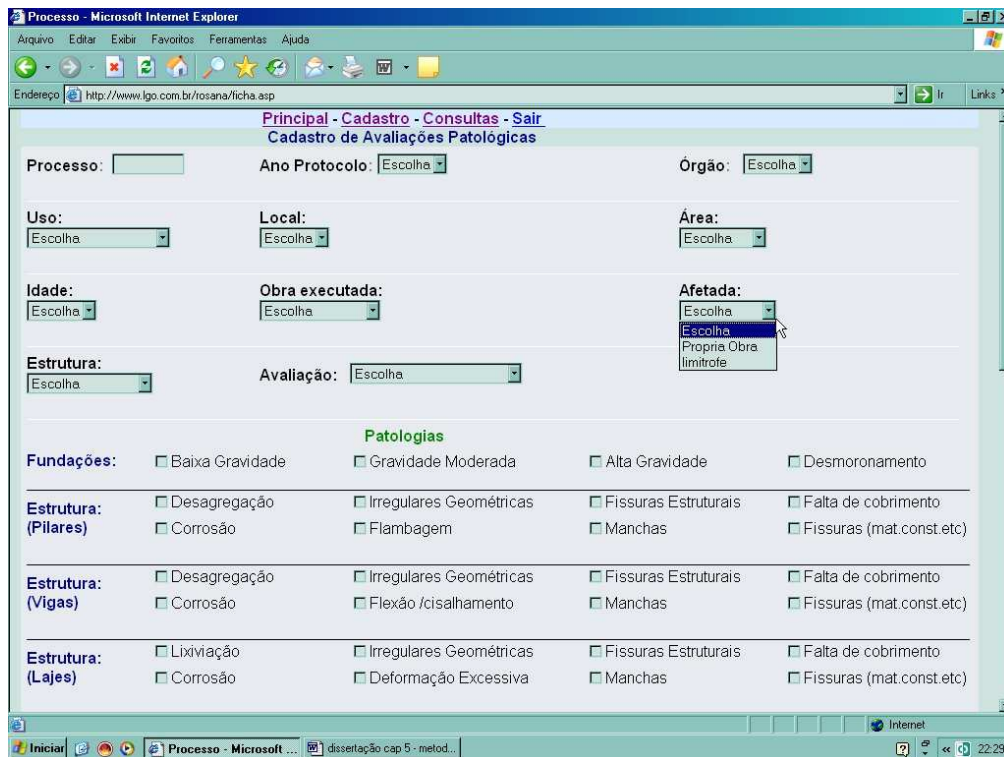 Processo - Microsoft Internet Explorer
Arquivo Editar Exibir Favoritos Ferramentas Ajuda
Endereço http://www.lgo.com.br/rosana/ficha.asp Ir Links
Principal - Cadastro - Consultas - Sair
Cadastro de Avaliações Patológicas
Processo: Ano Protocolo: Escolha Órgão: Escolha
Uso: Local: Área:
Escolha Escolha Escolha
Idade: Obra executada: Afetada:
Escolha Escolha Escolha
Escolha
Propria Obra
limitrofe
Estrutura:
Escolha
Avaliação: Escolha
Patologias
Fundações: Baixa Gravidade Gravidade Moderada Alta Gravidade Desmoronamento
Estrutura: (Pilares) Desagregação Irregulares Geométricas Fissuras Estruturais Falta de cobrimento
Corrosão Flambagem Manchas Fissuras (mat.const.etc)
Estrutura: (Vigas) Desagregação Irregulares Geométricas Fissuras Estruturais Falta de cobrimento
Corrosão Flexão /cisalhamento Manchas Fissuras (mat.const.etc)
Estrutura: (Lajes) Lixiviação Irregulares Geométricas Fissuras Estruturais Falta de cobrimento
Corrosão Deformação Excessiva Manchas Fissuras (mat.const.etc)
Internet
Iniciar Processo - Microsoft ... dissertação cap 5 - metod... 22:29